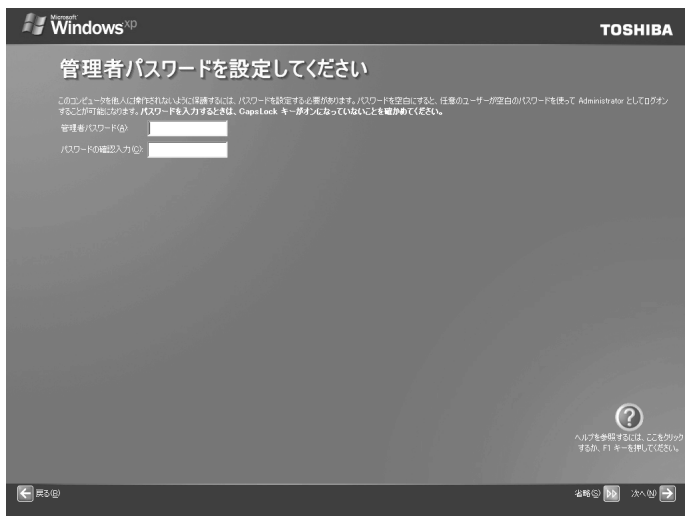 Microsoft
Windows xp
TOSHIBA
管理者パスワードを設定してください
このコンピュータを他人に操作されないように保護するには、パスワードを設定する必要があります。パスワードを空白にすると、任意のユーザーが空白のパスワードを使って Administrator としてログオン
することが可能になります。パスワードを入力するときは、CapsLock キーがオンになっていないことを確かめてください。
管理者パスワード(A):
パスワードの確認入力(C):
?
ヘルプを参照するには、ここをクリック
するか、F1 キーを押してください。
戻る(B)
省略(S)
次へ(N)